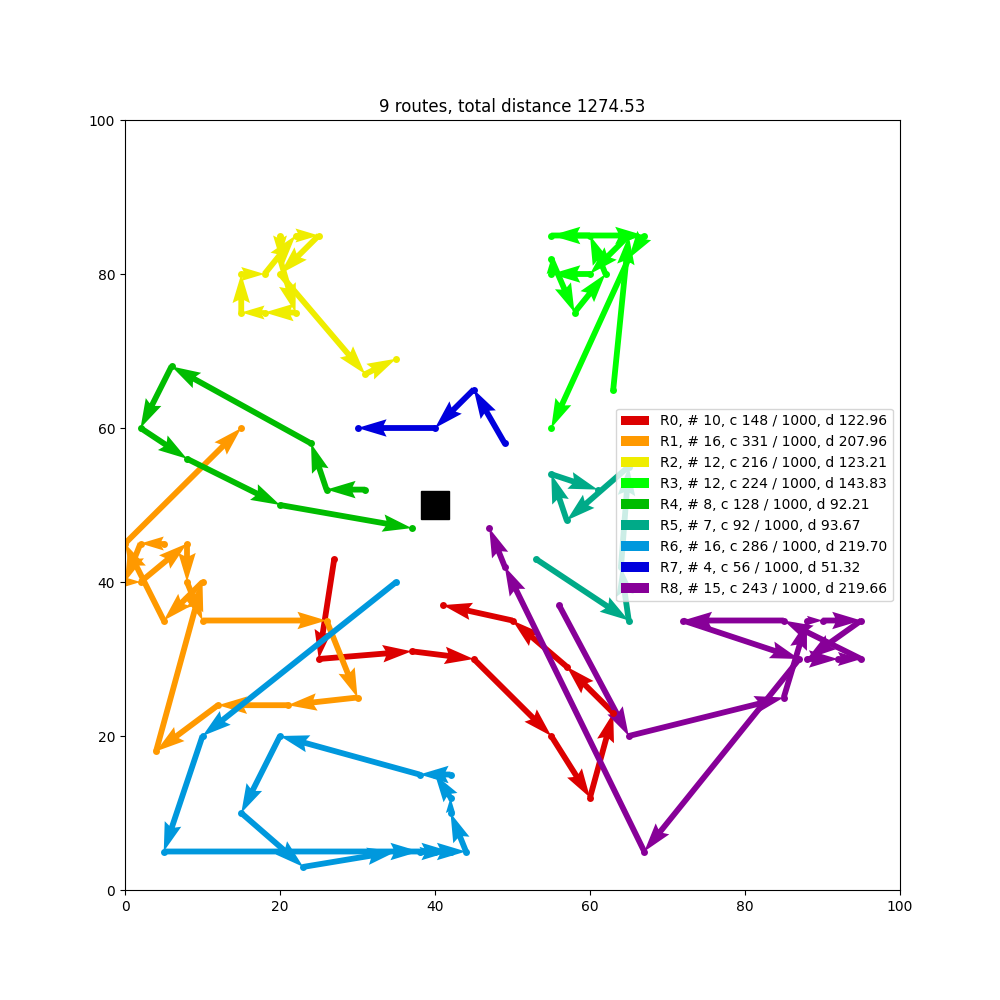 9 routes, total distance 1274.53
100
80
60
40
20
0
0 20 40 60 80 100
R0, # 10, c 148 / 1000, d 122.96
R1, # 16, c 331 / 1000, d 207.96
R2, # 12, c 216 / 1000, d 123.21
R3, # 12, c 224 / 1000, d 143.83
R4, # 8, c 128 / 1000, d 92.21
R5, # 7, c 92 / 1000, d 93.67
R6, # 16, c 286 / 1000, d 219.70
R7, # 4, c 56 / 1000, d 51.32
R8, # 15, c 243 / 1000, d 219.66